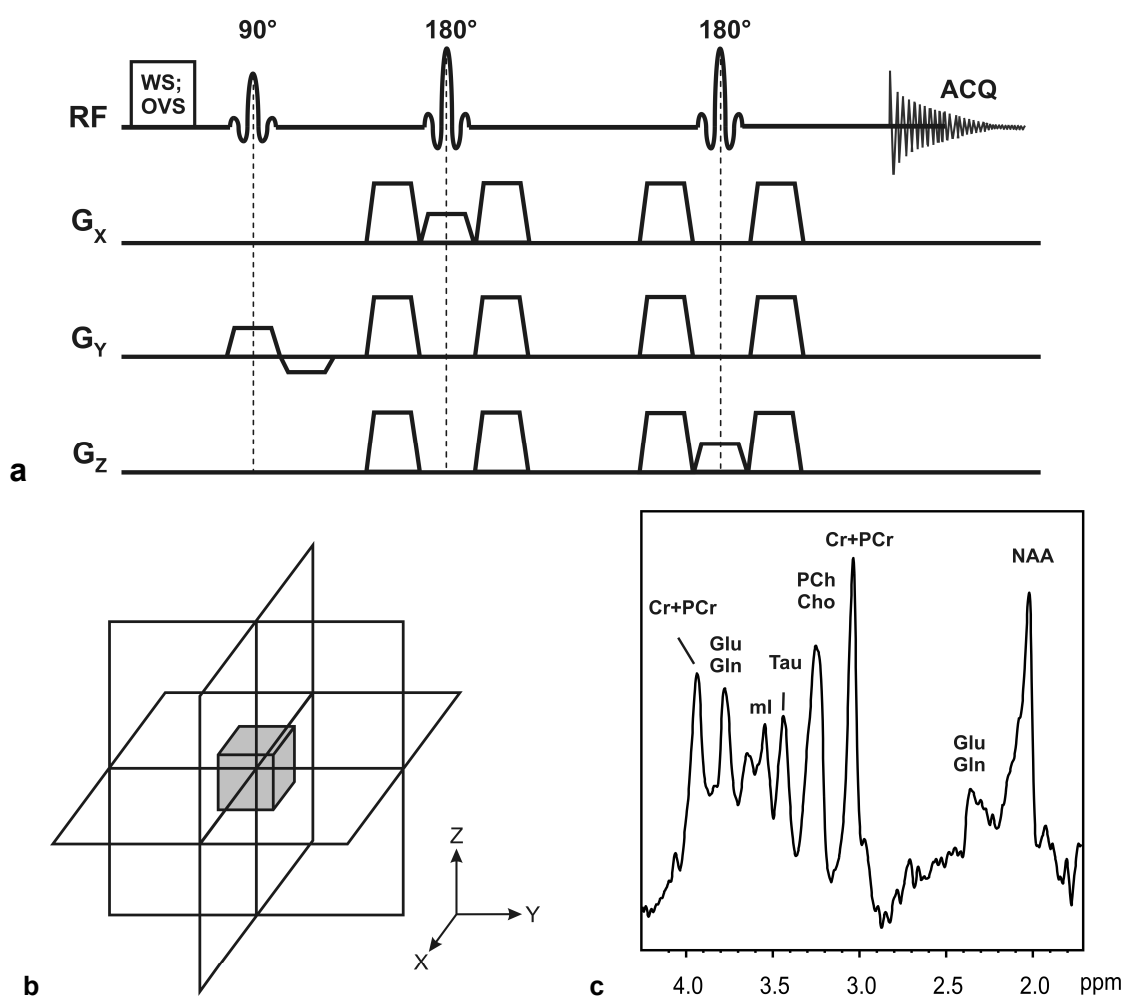 90°
180°
180°
WS;
OVS
RF
ACQ
GX
GY
GZ
a
Cr+PCr
NAA
PCh
Cho
Cr+PCr
Glu
Gln
Tau
mI
Glu
Gln
Z
Y
X
b
c
4.0 3.5 3.0 2.5 2.0 ppm